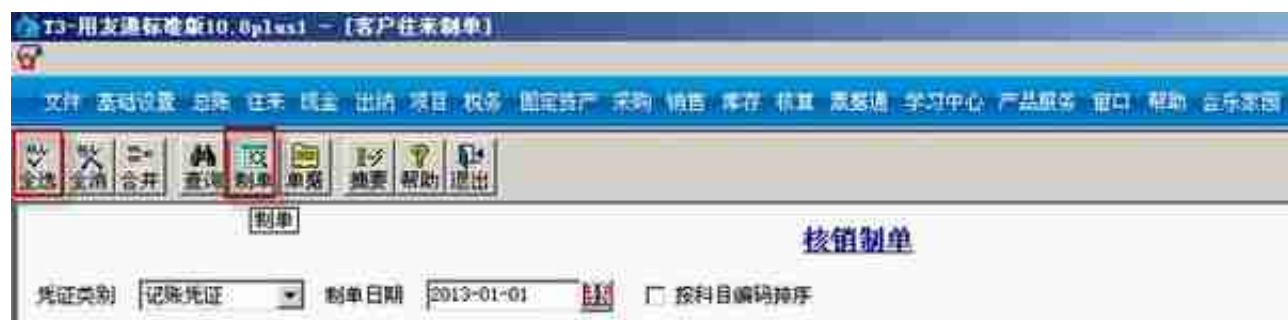 T3-用友通标准版10.8plus1 - [客户往来制单]
文件 基础设置 总账 往来 现金 出纳 项目 税务 固定资产 采购 销售 库存 核算 票据通 学习中心 产品服务 窗口 帮助 会乐家园
全选 全消 合并 查询 制单 单据 摘要 帮助 退出
制单
核销制单
凭证类别 记账凭证 制单日期 2013-01-01 按科目编码排序